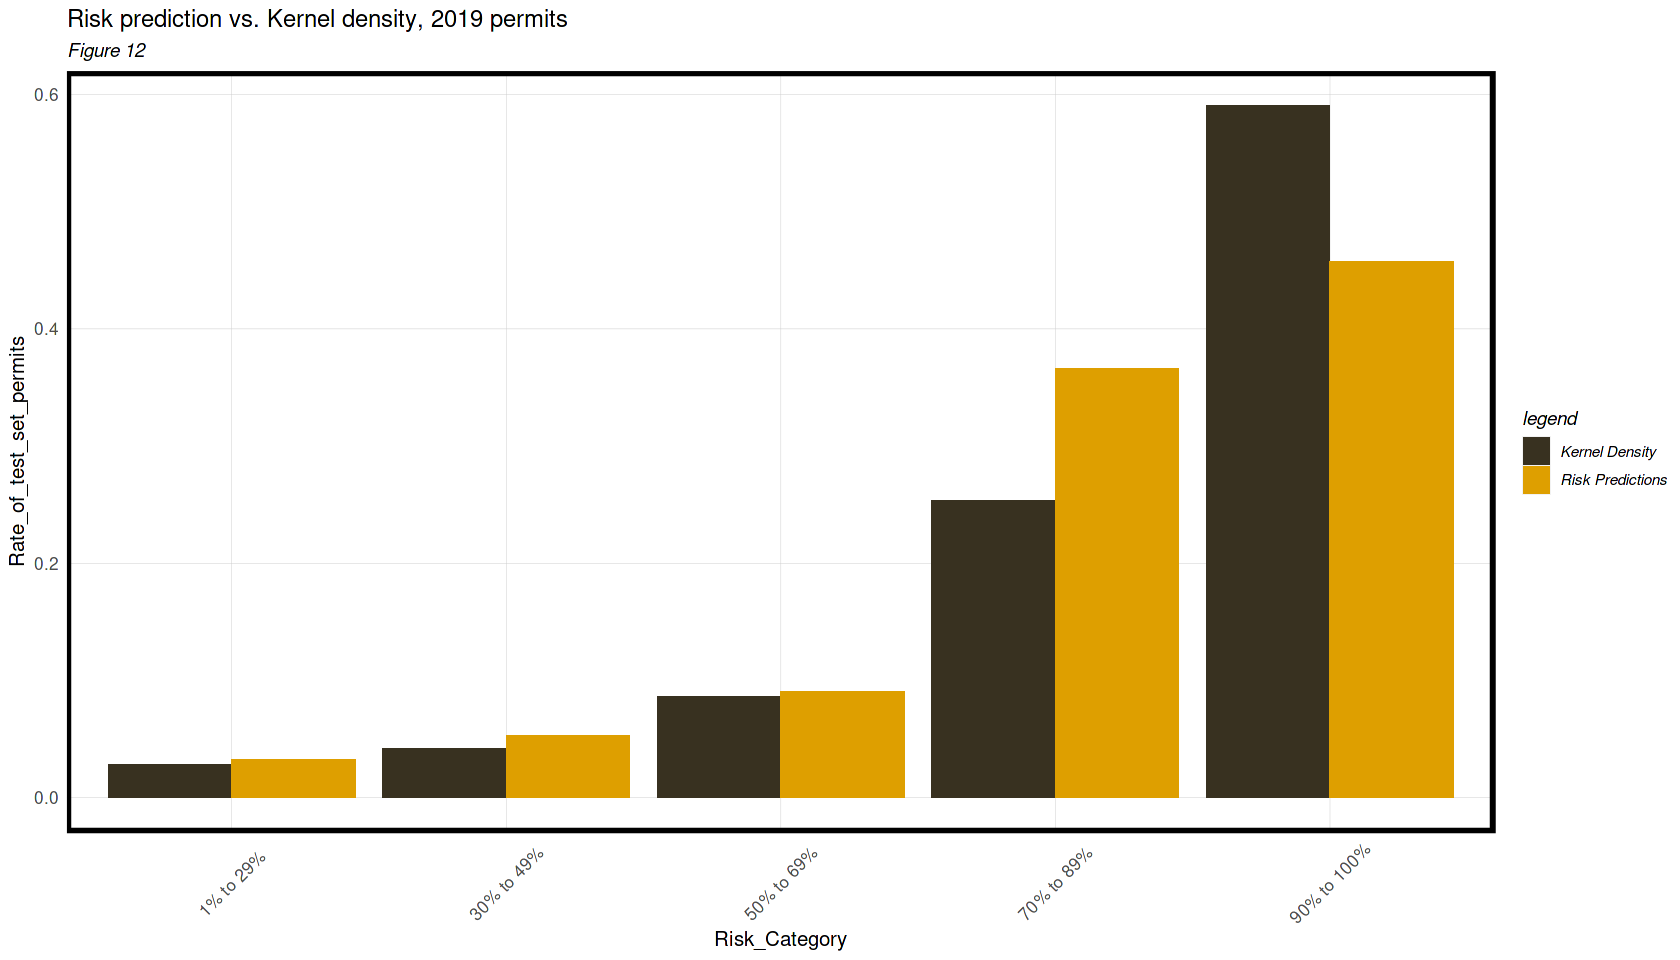 Risk prediction vs. Kernel density, 2019 permits
Figure 12
0.6
0.4
0.2
0.0
Rate_of_test_set_permits
1% to 29%
30% to 49%
50% to 69%
70% to 89%
90% to 100%
Risk_Category
legend
Kernel Density
Risk Predictions